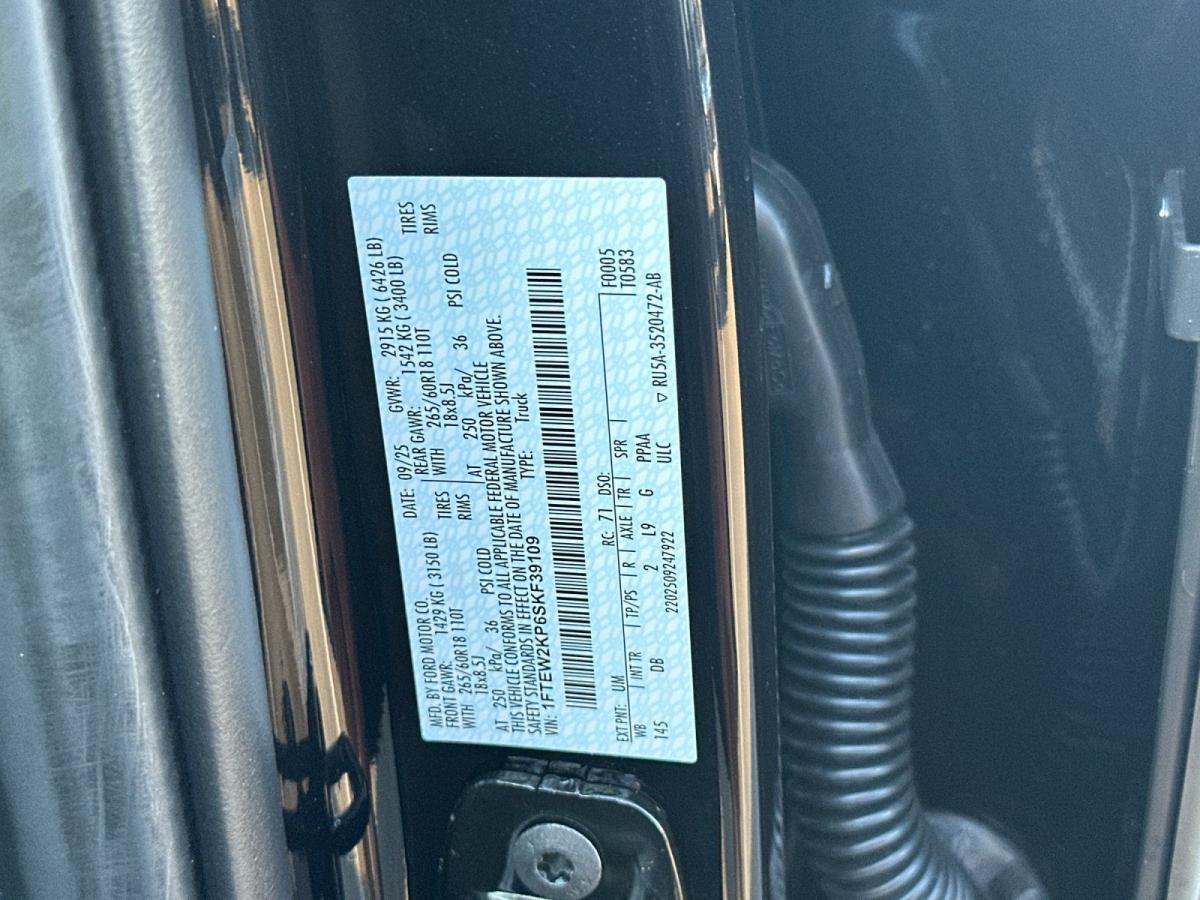 MFD. BY FORD MOTOR CO. DATE: 09/25 GVWR: 2915 KG ( 6426 LB)
FRONT GAWR: 1429 KG ( 3150 LB) REAR GAWR: 1542 KG ( 3400 LB)
WITH 265/60R18 110T TIRES WITH 265/60R18 110T TIRES
18x8.5J RIMS 18x8.5J RIMS
AT 250 kPa/ 36 PSI COLD AT 250 kPa/ 36 PSI COLD
THIS VEHICLE CONFORMS TO ALL APPLICABLE FEDERAL MOTOR VEHICLE
SAFETY STANDARDS IN EFFECT ON THE DATE OF MANUFACTURE SHOWN ABOVE.
VIN: 1FTEW2KP6SKF39109 TYPE: Truck
EXT PNT: UM RC: 71 DSO: F0005
WB INT TR TP/PS R AXLE TR SPR T0583
145 DB 2 L9 G PPAA
2202509247922 ULC ▽ RU5A-3520472-AB